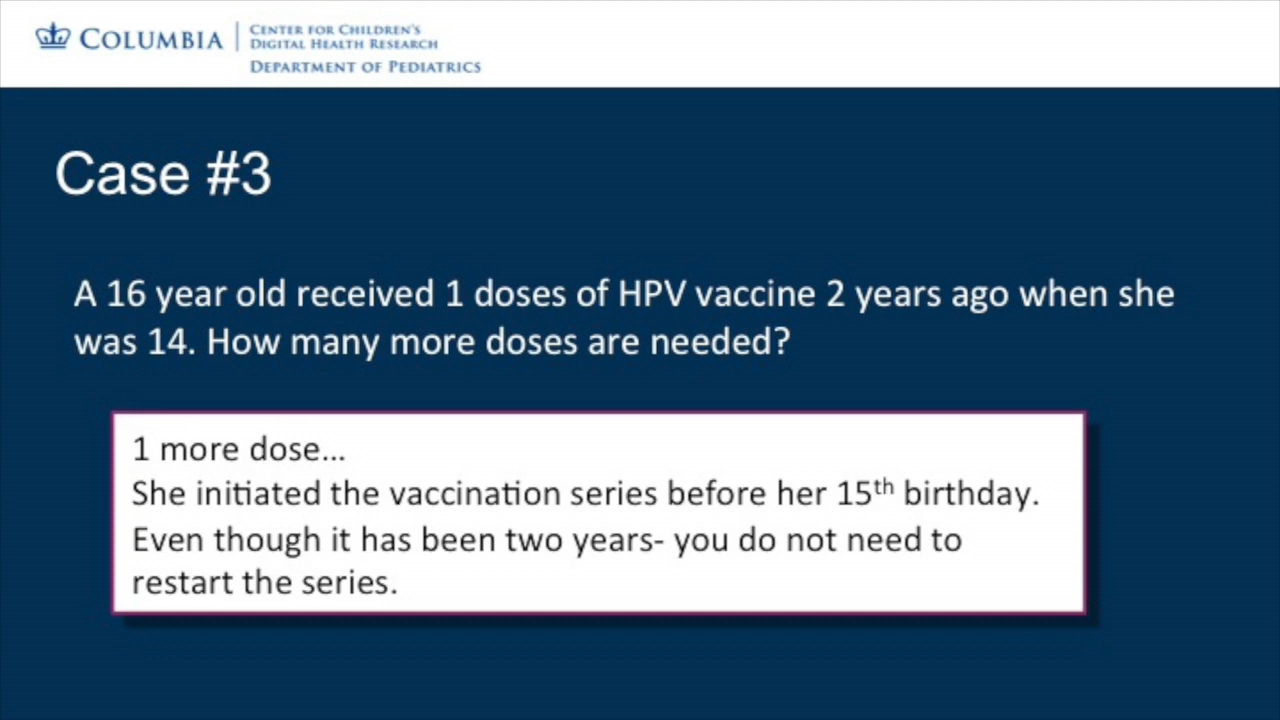 COLUMBIA
CENTER FOR CHILDREN'S
DIGITAL HEALTH RESEARCH
DEPARTMENT OF PEDIATRICS
Case #3
A 16 year old received 1 doses of HPV vaccine 2 years ago when she
was 14. How many more doses are needed?
1 more dose…
She initiated the vaccination series before her 15th birthday.
Even though it has been two years- you do not need to
restart the series.